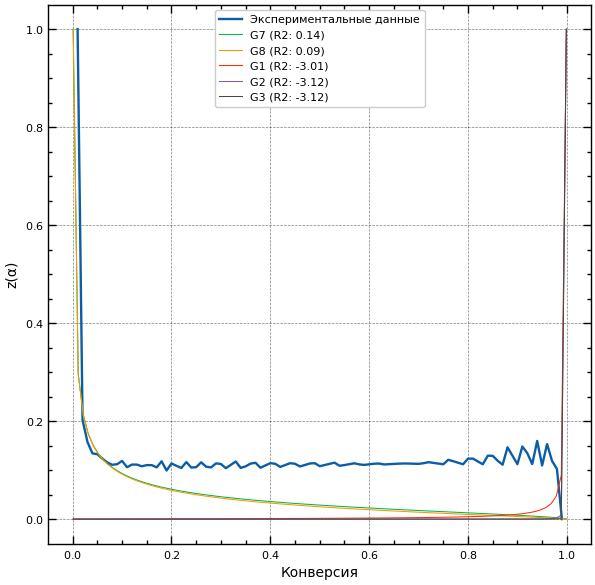 Экспериментальные данные
G7 (R2: 0.14)
G8 (R2: 0.09)
G1 (R2: -3.01)
G2 (R2: -3.12)
G3 (R2: -3.12)
1.0
0.8
0.6
0.4
0.2
0.0
z(α)
0.0 0.2 0.4 0.6 0.8 1.0
Конверсия